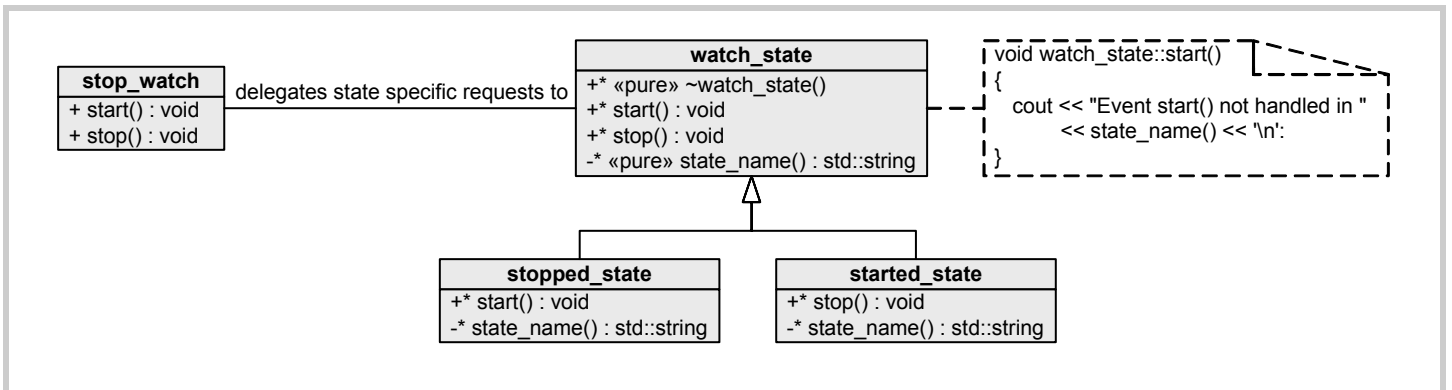 stop_watch
+ start() : void
+ stop() : void
delegates state specific requests to
watch_state
+* «pure» ~watch_state()
+* start() : void
+* stop() : void
-* «pure» state_name() : std::string
void watch_state::start()
{
cout << "Event start() not handled in "
<< state_name() << '\n':
}
stopped_state
+* start() : void
-* state_name() : std::string
started_state
+* stop() : void
-* state_name() : std::string